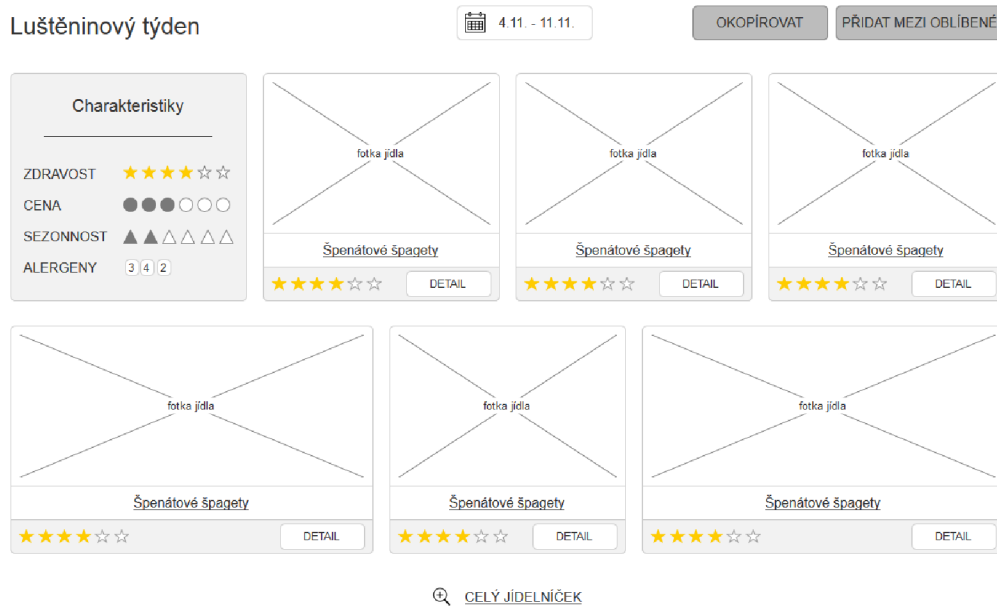 Luštěninový týden
4.11. - 11.11.
OKOPÍROVAT
PŘIDAT MEZI OBLÍBENÉ
Charakteristiky
ZDRAVOST
CENA
SEZONNOST
ALERGENY 3 4 2
fotka jídla
Špenátové špagety
DETAIL
fotka jídla
Špenátové špagety
DETAIL
fotka jídla
Špenátové špagety
DETAIL
fotka jídla
Špenátové špagety
DETAIL
fotka jídla
Špenátové špagety
DETAIL
fotka jídla
Špenátové špagety
DETAIL
CELÝ JÍDELNÍČEK